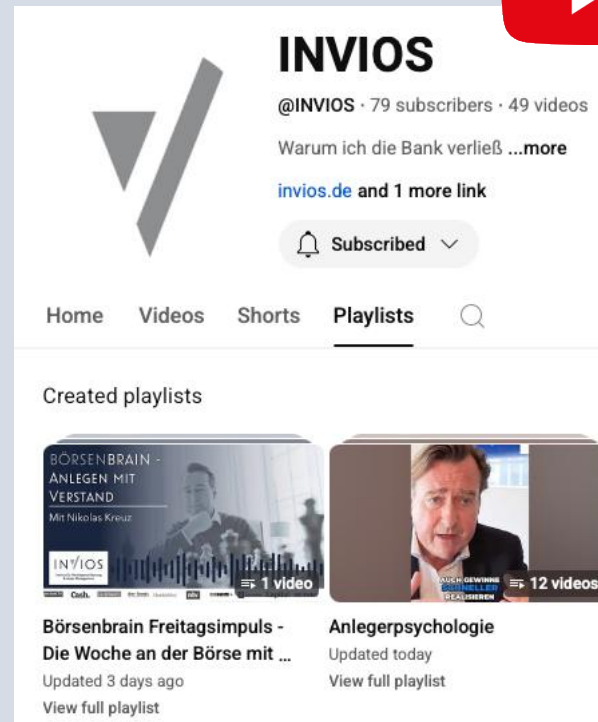 INVIOS
@INVIOS · 79 subscribers · 49 videos
Warum ich die Bank verließ ...more
invios.de and 1 more link
Subscribed
Home Videos Shorts Playlists
Created playlists
BÖRSENBRAIN -
ANLEGEN MIT
VERSTAND
Mit Nikolas Kreuz
INVIOS
1 video
Cash.
AUCH GEWINNE
SCHNELLER
REALISIEREN
12 videos
Börsenbrain Freitagsimpuls -
Die Woche an der Börse mit ...
Updated 3 days ago
View full playlist
Anlegerpsychologie
Updated today
View full playlist